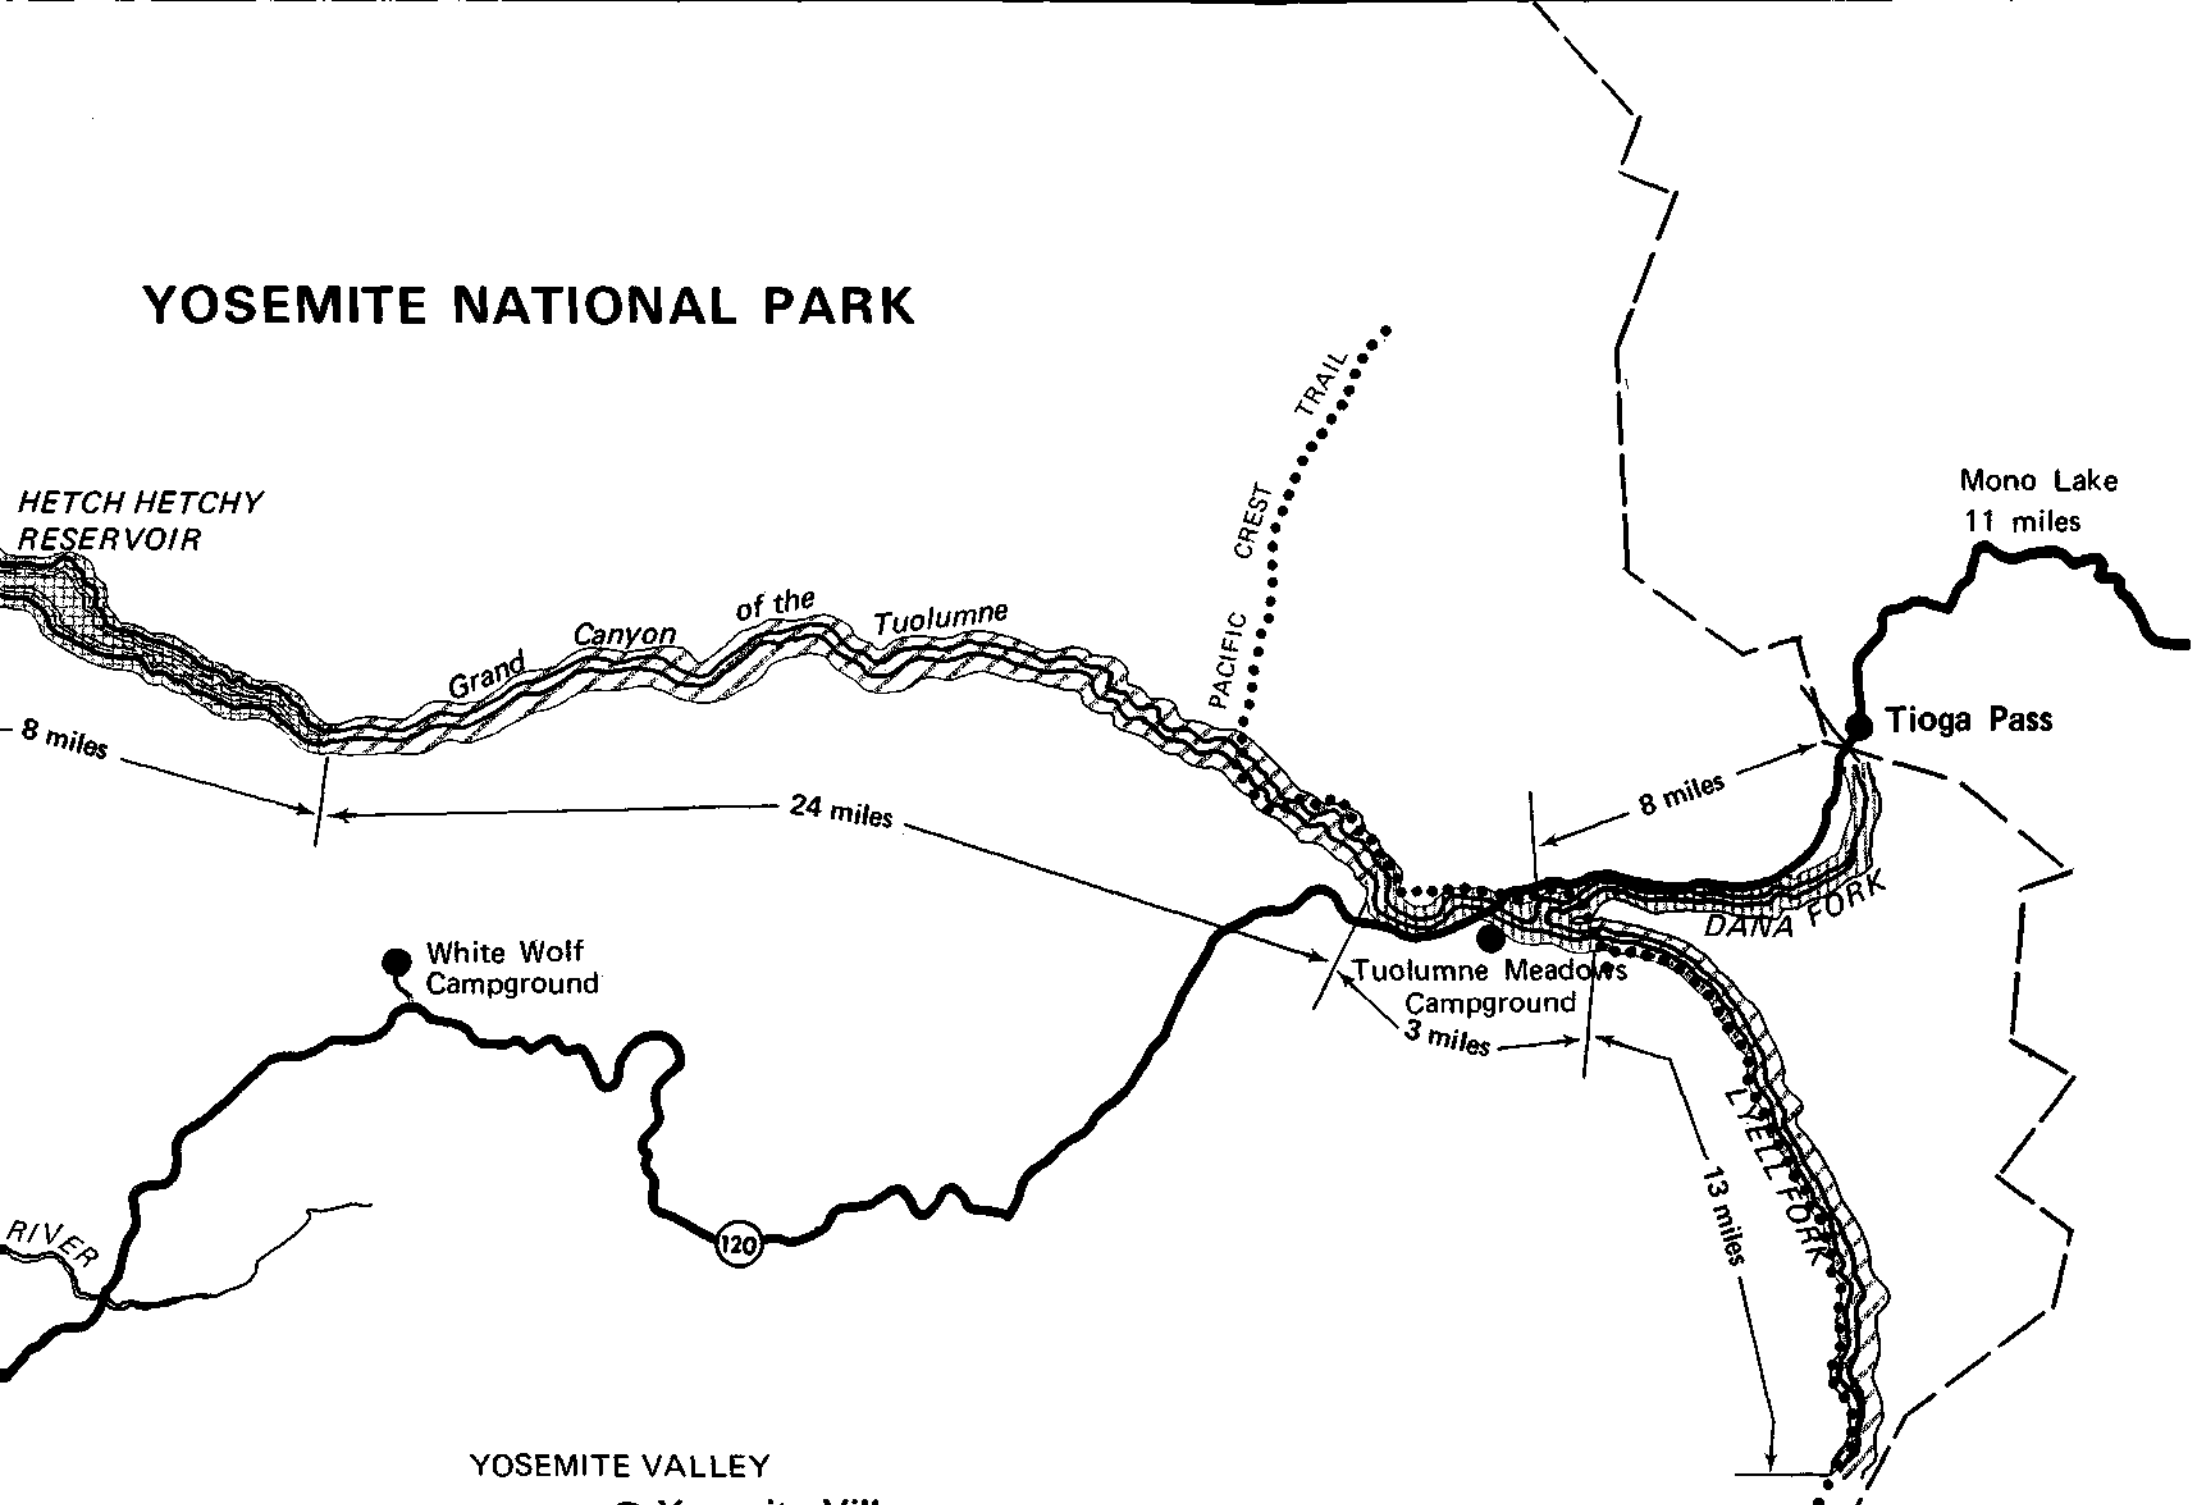 YOSEMITE NATIONAL PARK
PACIFIC CREST TRAIL
Mono Lake
11 miles
HETCH HETCHY
RESERVOIR
Grand Canyon of the Tuolumne
Tioga Pass
8 miles
8 miles
24 miles
DANA FORK
White Wolf
Campground
Tuolumne Meadows
Campground
3 miles
LYELL FORK
13 miles
RIVER
120
YOSEMITE VALLEY